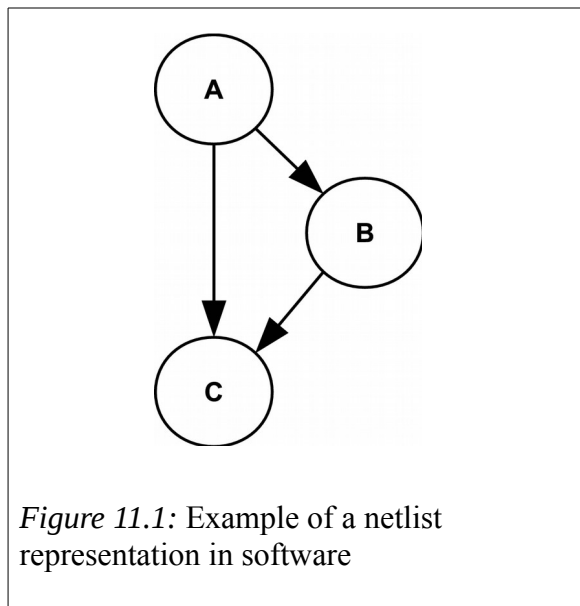 A
B
C
Figure 11.1: Example of a netlist
representation in software